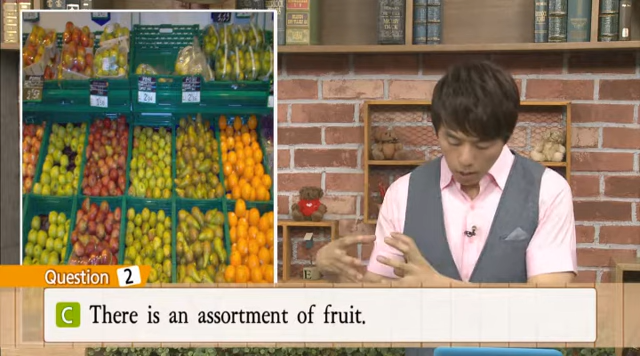 Question 2
C There is an assortment of fruit.